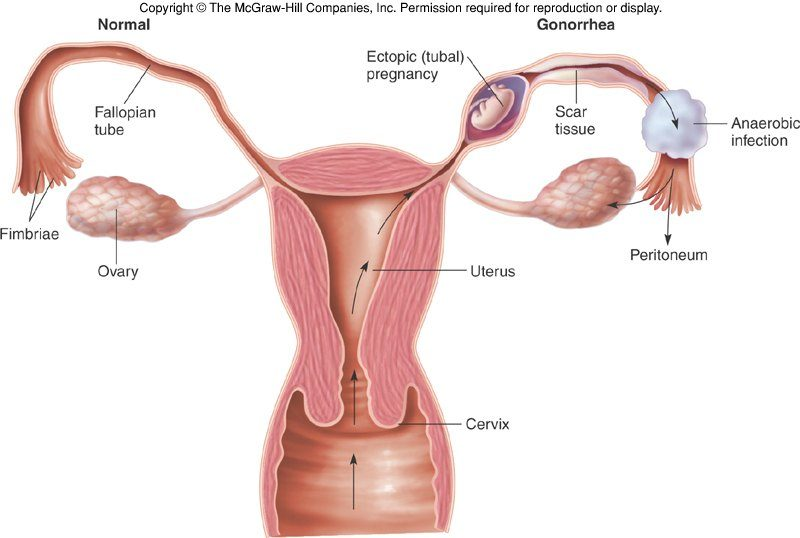 Copyright © The McGraw-Hill Companies, Inc. Permission required for reproduction or display.
Normal
Gonorrhea
Ectopic (tubal)
pregnancy
Fallopian
tube
Scar
tissue
Anaerobic
infection
Fimbriae
Ovary
Peritoneum
Uterus
Cervix